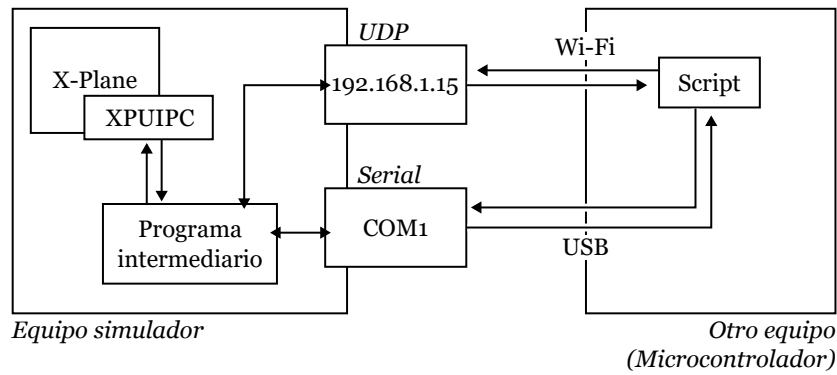 UDP
Wi-Fi
X-Plane
192.168.1.15
Script
XPUIPC
Serial
Programa
intermediario
COM1
USB
Equipo simulador
Otro equipo
(Microcontrolador)